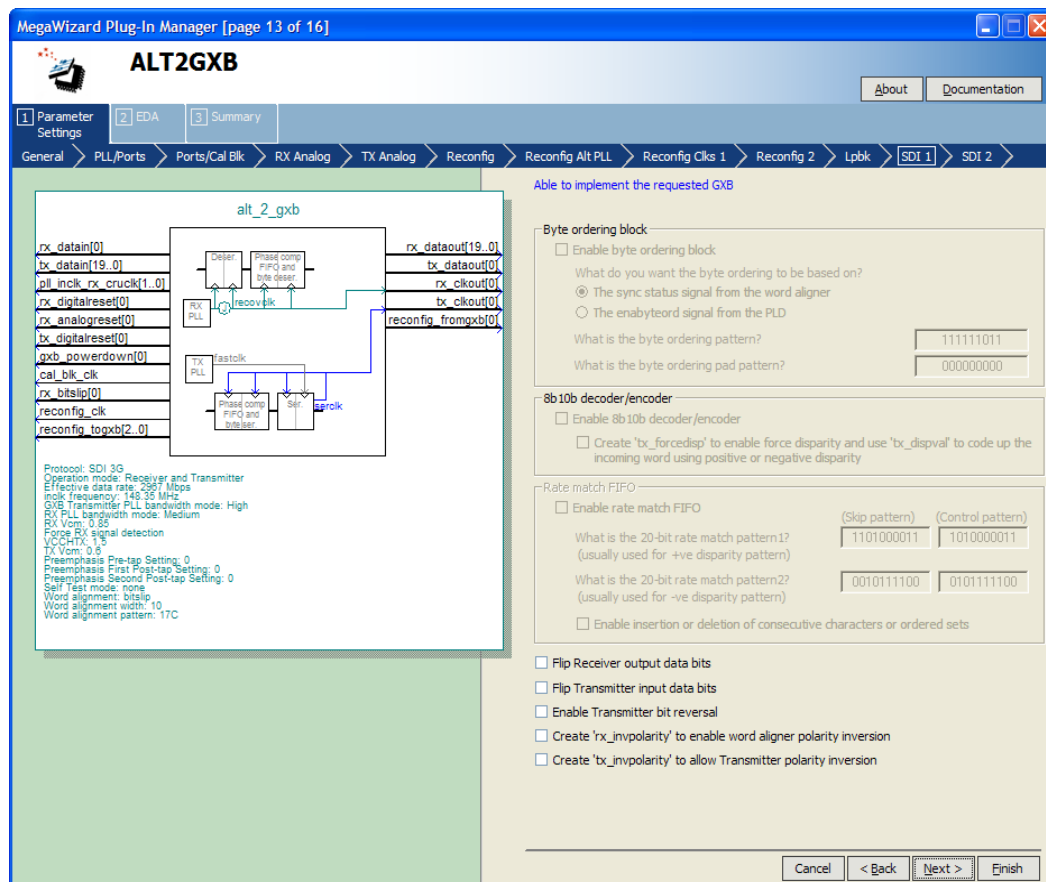 MegaWizard Plug-In Manager [page 13 of 16]
ALT2GXB
About
Documentation
1 Parameter Settings
2 EDA
3 Summary
General
PLL/Ports
Ports/Cal Blk
RX Analog
TX Analog
Reconfig
Reconfig Alt PLL
Reconfig Clks 1
Reconfig 2
Lpbk
SDI 1
SDI 2
alt_2_gxb
rx_datain[0]
tx_datain[19..0]
pll_inclk_rx_cruclk[1..0]
rx_digitalreset[0]
rx_analogreset[0]
tx_digitalreset[0]
gxb_powerdown[0]
cal_blk_clk
rx_bitslip[0]
reconfig_clk
reconfig_togxb[2..0]
Deser.
Phase comp
FIFO and
byte deser.
RX
PLL
recovclk
TX
PLL
fastclk
Phase comp
FIFO and
byte ser.
Ser.
serclk
rx_dataout[19..0]
tx_dataout[0]
rx_clkout[0]
tx_clkout[0]
reconfig_fromgxb[0]
Protocol: SDI 3G
Operation mode: Receiver and Transmitter
Effective data rate: 2967 Mbps
inclk frequency: 148.35 MHz
GXB Transmitter PLL bandwidth mode: High
RX PLL bandwidth mode: Medium
RX Vcm: 0.85
Force RX signal detection
VCCHTX: 1.5
TX Vcm: 0.6
Preemphasis Pre-tap Setting: 0
Preemphasis First Post-tap Setting: 0
Preemphasis Second Post-tap Setting: 0
Self Test mode: none
Word alignment: bitslip
Word alignment width: 10
Word alignment pattern: 17C
Able to implement the requested GXB
Byte ordering block
Enable byte ordering block
What do you want the byte ordering to be based on?
The sync status signal from the word aligner
The enabyteord signal from the PLD
What is the byte ordering pattern? 111111011
What is the byte ordering pad pattern? 000000000
8b10b decoder/encoder
Enable 8b10b decoder/encoder
Create 'tx_forcedisp' to enable force disparity and use 'tx_dispval' to code up the
incoming word using positive or negative disparity
Rate match FIFO
Enable rate match FIFO
(Skip pattern) (Control pattern)
What is the 20-bit rate match pattern1? 1101000011 1010000011
(usually used for +ve disparity pattern)
What is the 20-bit rate match pattern2? 0010111100 0101111100
(usually used for -ve disparity pattern)
Enable insertion or deletion of consecutive characters or ordered sets
Flip Receiver output data bits
Flip Transmitter input data bits
Enable Transmitter bit reversal
Create 'rx_invpolarity' to enable word aligner polarity inversion
Create 'tx_invpolarity' to allow Transmitter polarity inversion
Cancel
< Back
Next >
Finish